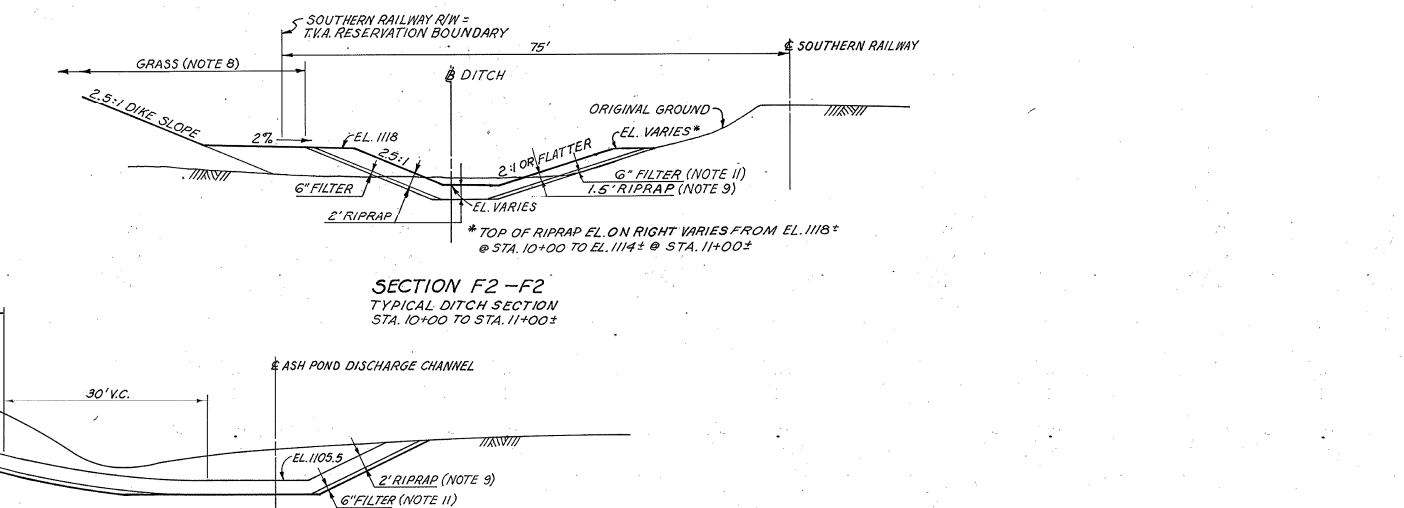 SOUTHERN RAILWAY R/W =
T.V.A. RESERVATION BOUNDARY
75'
℄ SOUTHERN RAILWAY
GRASS (NOTE 8)
DITCH
2.5:1 DIKE SLOPE
ORIGINAL GROUND
2%
EL. 1118
EL. VARIES*
2.5:1
2:1 OR FLATTER
6" FILTER
6" FILTER (NOTE 11)
1.5' RIPRAP (NOTE 9)
2' RIPRAP
EL. VARIES
* TOP OF RIPRAP EL. ON RIGHT VARIES FROM EL. 1118±
@ STA. 10+00 TO EL. 1114± @ STA. 11+00±
SECTION F2-F2
TYPICAL DITCH SECTION
STA. 10+00 TO STA. 11+00±
℄ ASH POND DISCHARGE CHANNEL
30' V.C.
EL. 1105.5
2' RIPRAP (NOTE 9)
6" FILTER (NOTE 11)